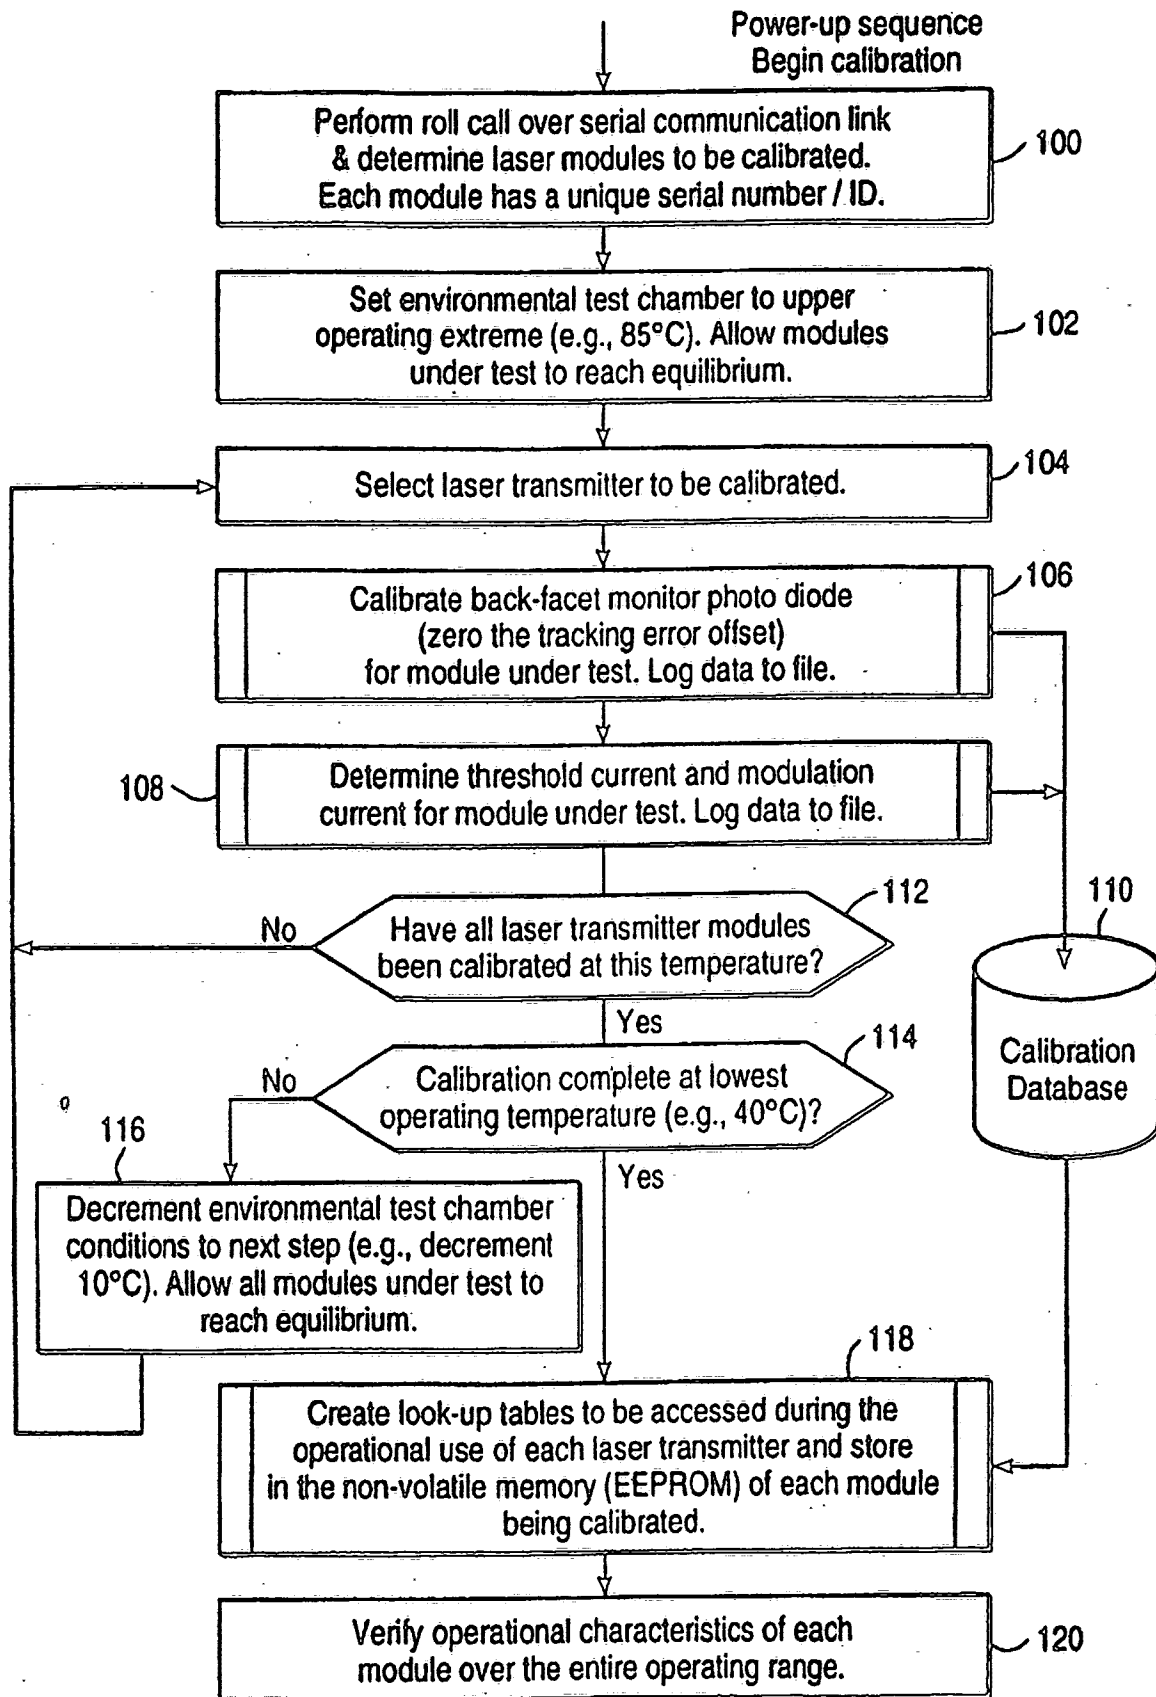 Power-up sequence
Begin calibration
Perform roll call over serial communication link
& determine laser modules to be calibrated.
Each module has a unique serial number / ID.
100
Set environmental test chamber to upper
operating extreme (e.g., 85°C). Allow modules
under test to reach equilibrium.
102
Select laser transmitter to be calibrated.
104
Calibrate back-facet monitor photo diode
(zero the tracking error offset)
for module under test. Log data to file.
106
108
Determine threshold current and modulation
current for module under test. Log data to file.
112
No
Have all laser transmitter modules
been calibrated at this temperature?
Yes
110
Calibration
Database
114
No
Calibration complete at lowest
operating temperature (e.g., 40°C)?
Yes
116
Decrement environmental test chamber
conditions to next step (e.g., decrement
10°C). Allow all modules under test to
reach equilibrium.
118
Create look-up tables to be accessed during the
operational use of each laser transmitter and store
in the non-volatile memory (EEPROM) of each module
being calibrated.
Verify operational characteristics of each
module over the entire operating range.
120